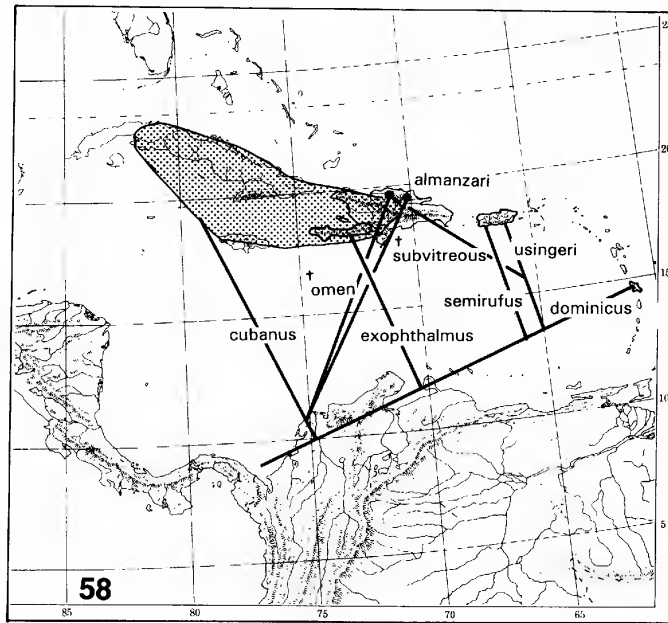 20
almanzari
† subvitreous
usingeri
† omen
15
semirufus
dominicus
cubanus
exophthalmus
10
5
58
85 80 75 70 65